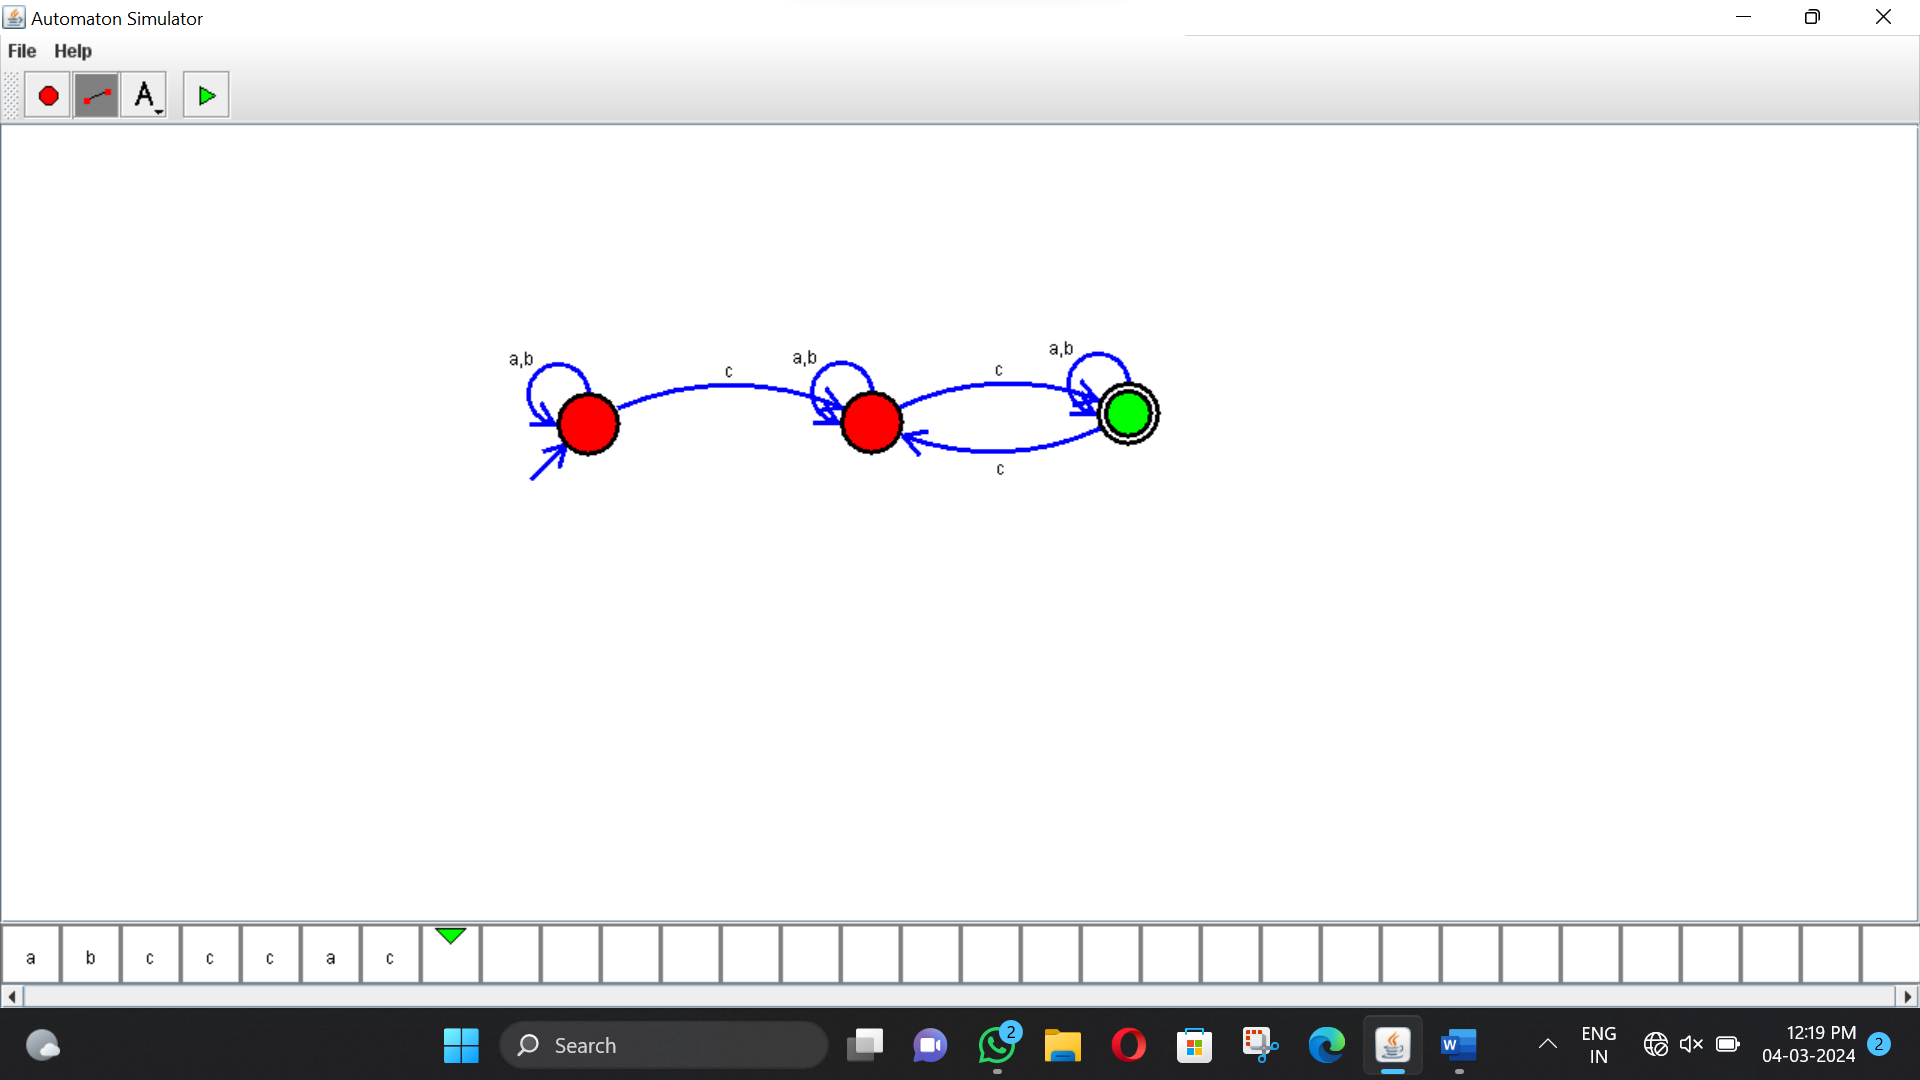 Automaton Simulator
File Help
A
a,b
c
a,b
c
a,b
c
a b c c c a c
Search
2
W
ENG
IN
12:19 PM
04-03-2024
2